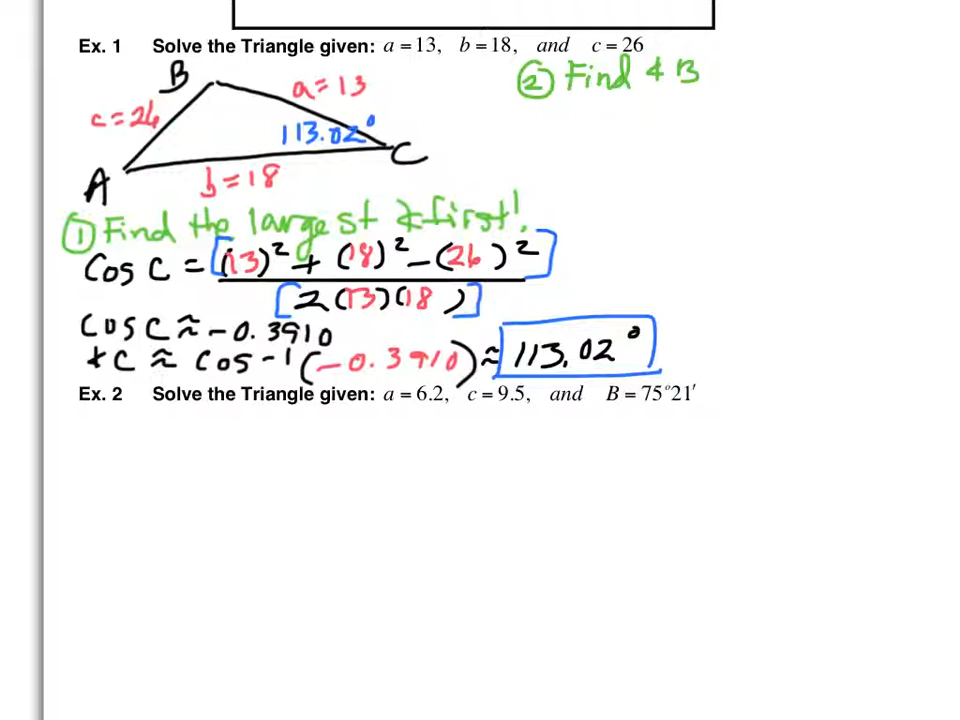 Ex. 1 Solve the Triangle given: a = 13, b = 18, and c = 26
② Find ∡ B
B
a = 13
c = 26
113.02°
C
A
b = 18
① Find the largest ∡ first!
Cos C = [(13)² + (18)² - (26)²]
[2(13)(18)]
Cos C ≈ -0.3910
∡C ≈ cos-1(-0.3910) ≈ 113.02°
Ex. 2 Solve the Triangle given: a = 6.2, c = 9.5, and B = 75°21′